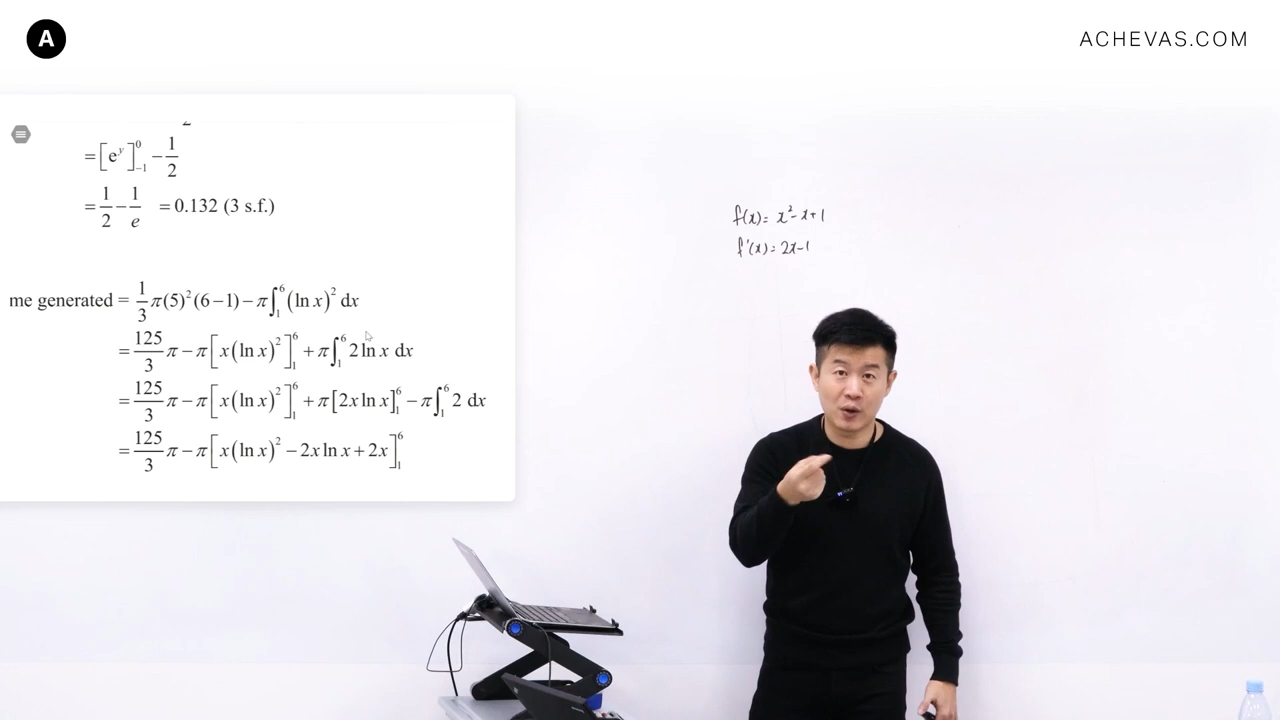 A
ACHEVAS.COM
= [e^y]_{-1}^{0} - 1/2
= 1/2 - 1/e = 0.132 (3 s.f.)
me generated = 1/3 π(5)^2 (6-1) - π∫_1^6 (ln x)^2 dx
= 125/3 π - π[x(ln x)^2]_1^6 + π∫_1^6 2 ln x dx
= 125/3 π - π[x(ln x)^2]_1^6 + π[2x ln x]_1^6 - π∫_1^6 2 dx
= 125/3 π - π[x(ln x)^2 - 2x ln x + 2x]_1^6
f(x) = x^2 - x + 1
f'(x) = 2x - 1